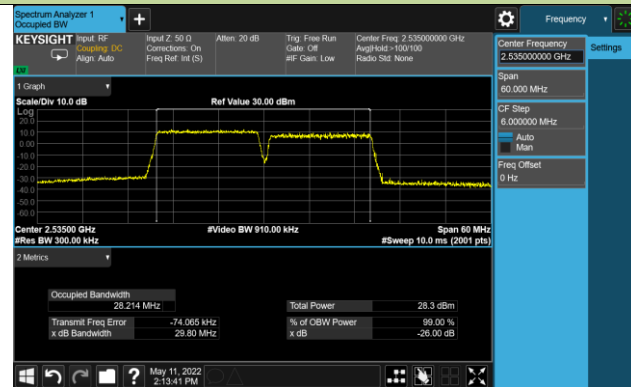 Spectrum Analyzer 1
Occupied BW
Frequency
KEYSIGHT
Input: RF
Coupling: DC
Align: Auto
Input Z: 50 Ω
Corrections: On
Freq Ref: Int (S)
Atten: 20 dB
Trig: Free Run
Gate: Off
#IF Gain: Low
Center Freq: 2.535000000 GHz
Avg|Hold:>100/100
Radio Std: None
LXI
Center Frequency
2.535000000 GHz
Settings
Span
60.000 MHz
CF Step
6.000000 MHz
Auto
Man
Freq Offset
0 Hz
1 Graph
Scale/Div 10.0 dB
Ref Value 30.00 dBm
Log
20.0
10.0
0.00
-10.0
-20.0
-30.0
-40.0
-50.0
-60.0
Center 2.53500 GHz
#Video BW 910.00 kHz
Span 60 MHz
#Res BW 300.00 kHz
#Sweep 10.0 ms (2001 pts)
2 Metrics
Occupied Bandwidth
28.214 MHz
Total Power
28.3 dBm
Transmit Freq Error
-74.065 kHz
% of OBW Power
99.00 %
x dB Bandwidth
29.80 MHz
x dB
-26.00 dB
?
May 11, 2022
2:13:41 PM